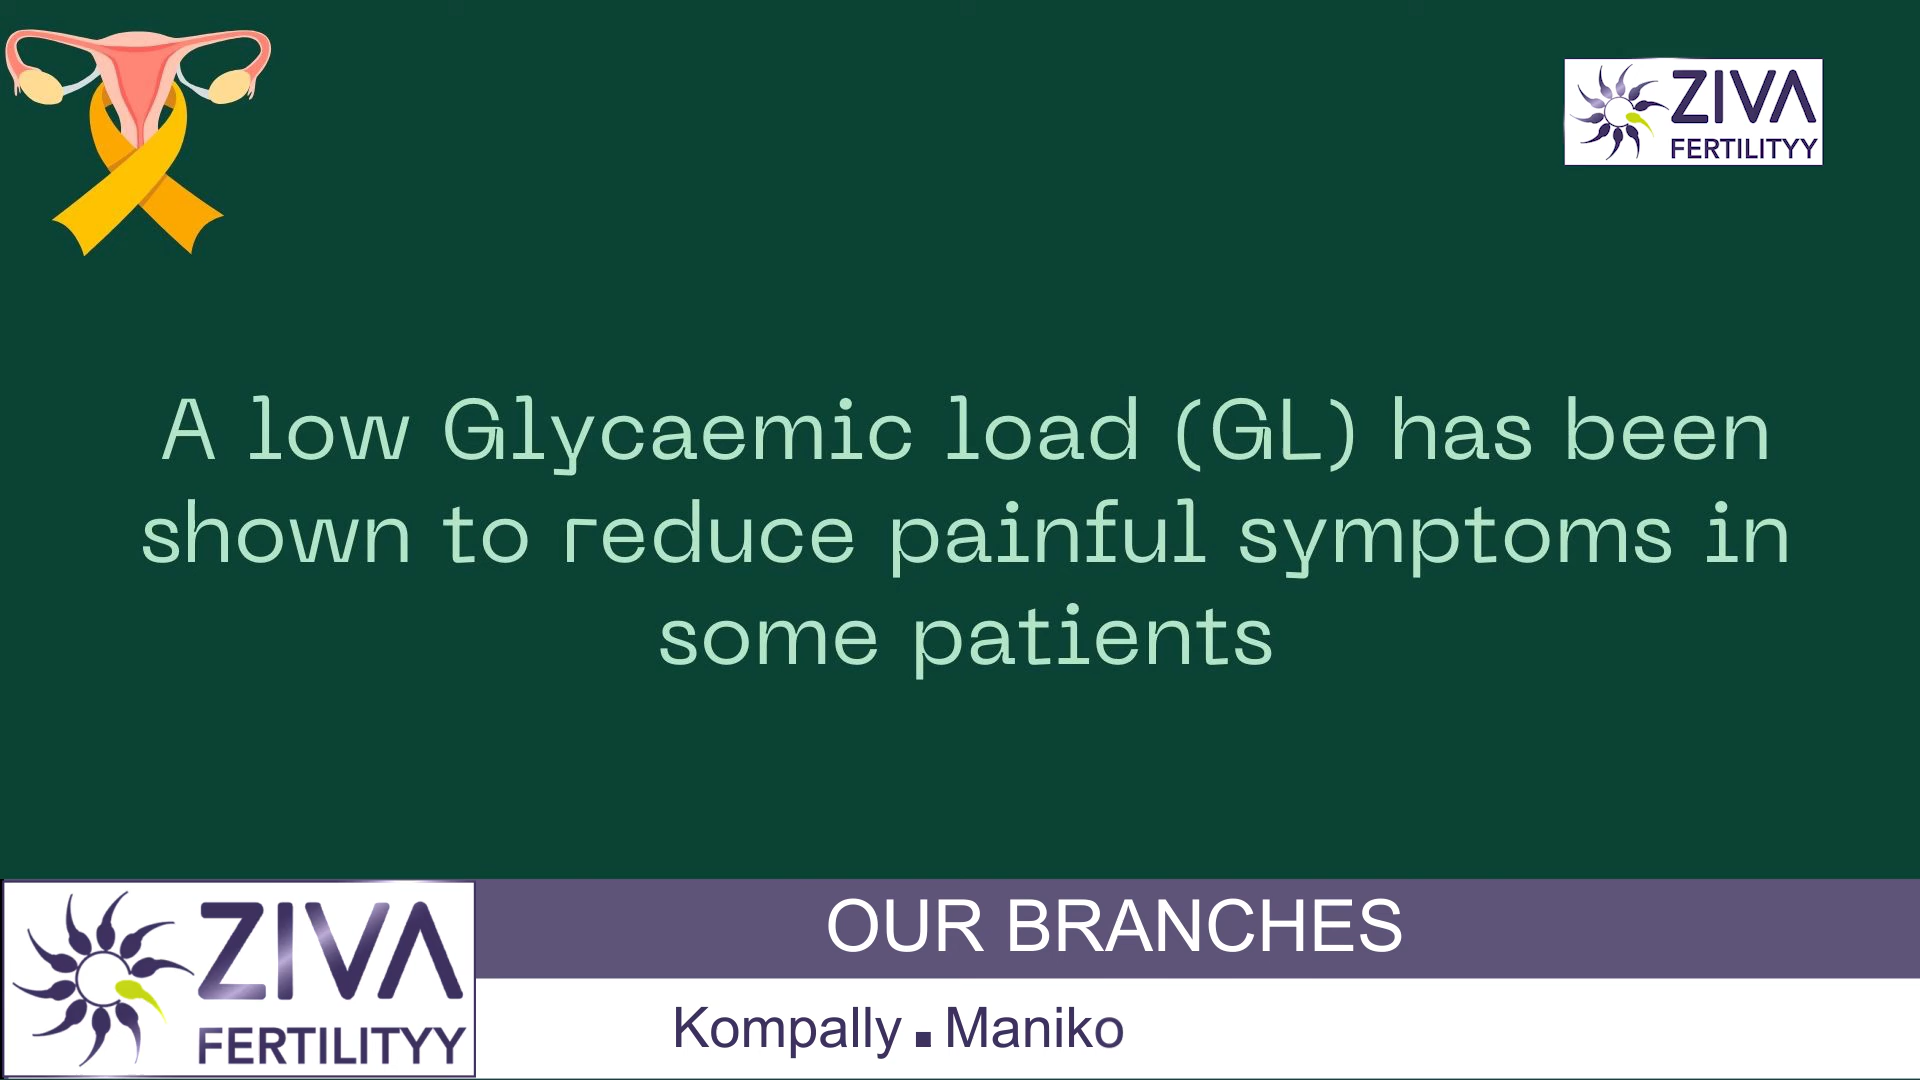 ZIVA
FERTILITYY
A low Glycaemic load (GL) has been
shown to reduce painful symptoms in
some patients
ZIVA
FERTILITYY
OUR BRANCHES
Kompally ▪ Maniko